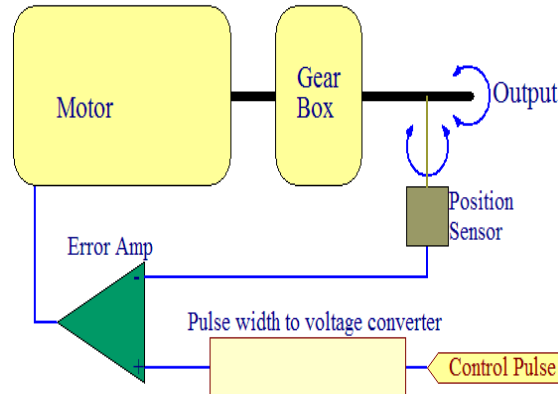 Motor
Gear
Box
Output
Position
Sensor
Error Amp
-
+
Pulse width to voltage converter
Control Pulse